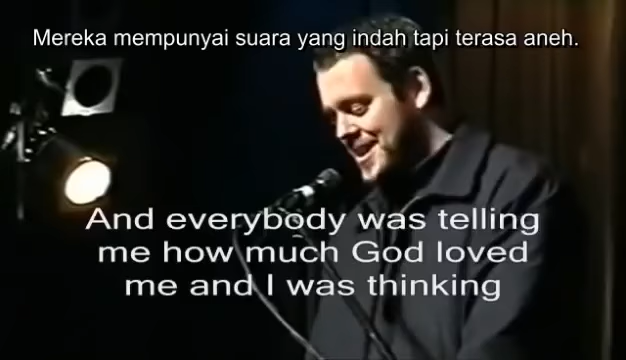 Mereka mempunyai suara yang indah tapi terasa aneh.
And everybody was telling
me how much God loved
me and I was thinking